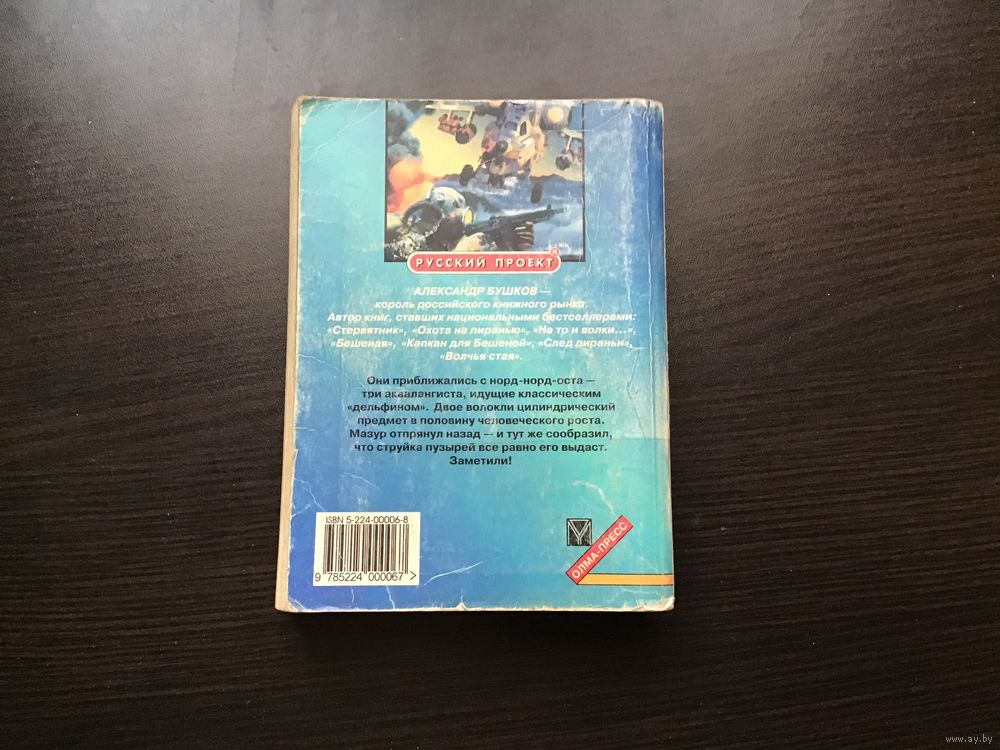 РУССКИЙ ПРОЕКТ ®
АЛЕКСАНДР БУШКОВ —
король российского книжного рынка.
Автор книг, ставших национальными бестселлерами:
«Стервятник», «Охота на пиранью», «На то и волки...»,
«Бешеная», «Капкан для Бешеной», «След пираньи»,
«Волчья стая».
Они приближались с норд-норд-оста —
три аквалангиста, идущие классическим
«дельфином». Двое волокли цилиндрический
предмет в половину человеческого роста.
Мазур отпрянул назад — и тут же сообразил,
что струйка пузырей все равно его выдаст.
Заметили!
ISBN 5-224-00006-8
9 785224 000067 >
ОЛМА-ПРЕСС
www.ay.by